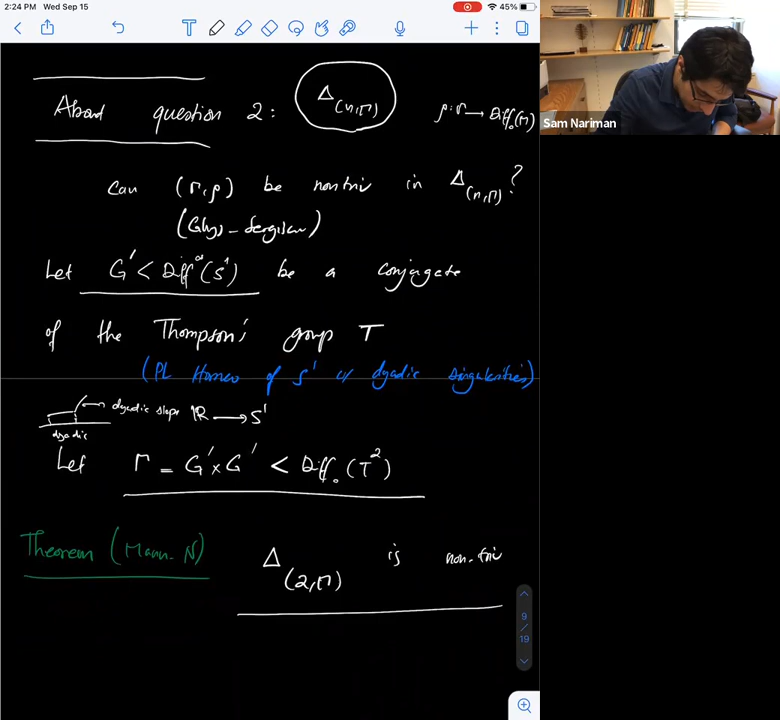 2:24 PM Wed Sep 15
45%
About question 2: Δ(n,Γ) ρ:Γ → Diff₀(M)
Can (Γ,ρ) be nontriv in Δ(n,Γ)?
(Ghys-Sergiscu)
Let G' < Diff^∞(S¹) be a conjugate
of the Thompson's group T
(PL Homeo of S¹ w/ dyadic singularities)
dyadic slope ℝ → S¹
dyadic
Let Γ = G'×G' < Diff₀(T²)
Theorem (Mann-N) Δ(2,Γ) is non-triv
9
/
19
Sam Nariman